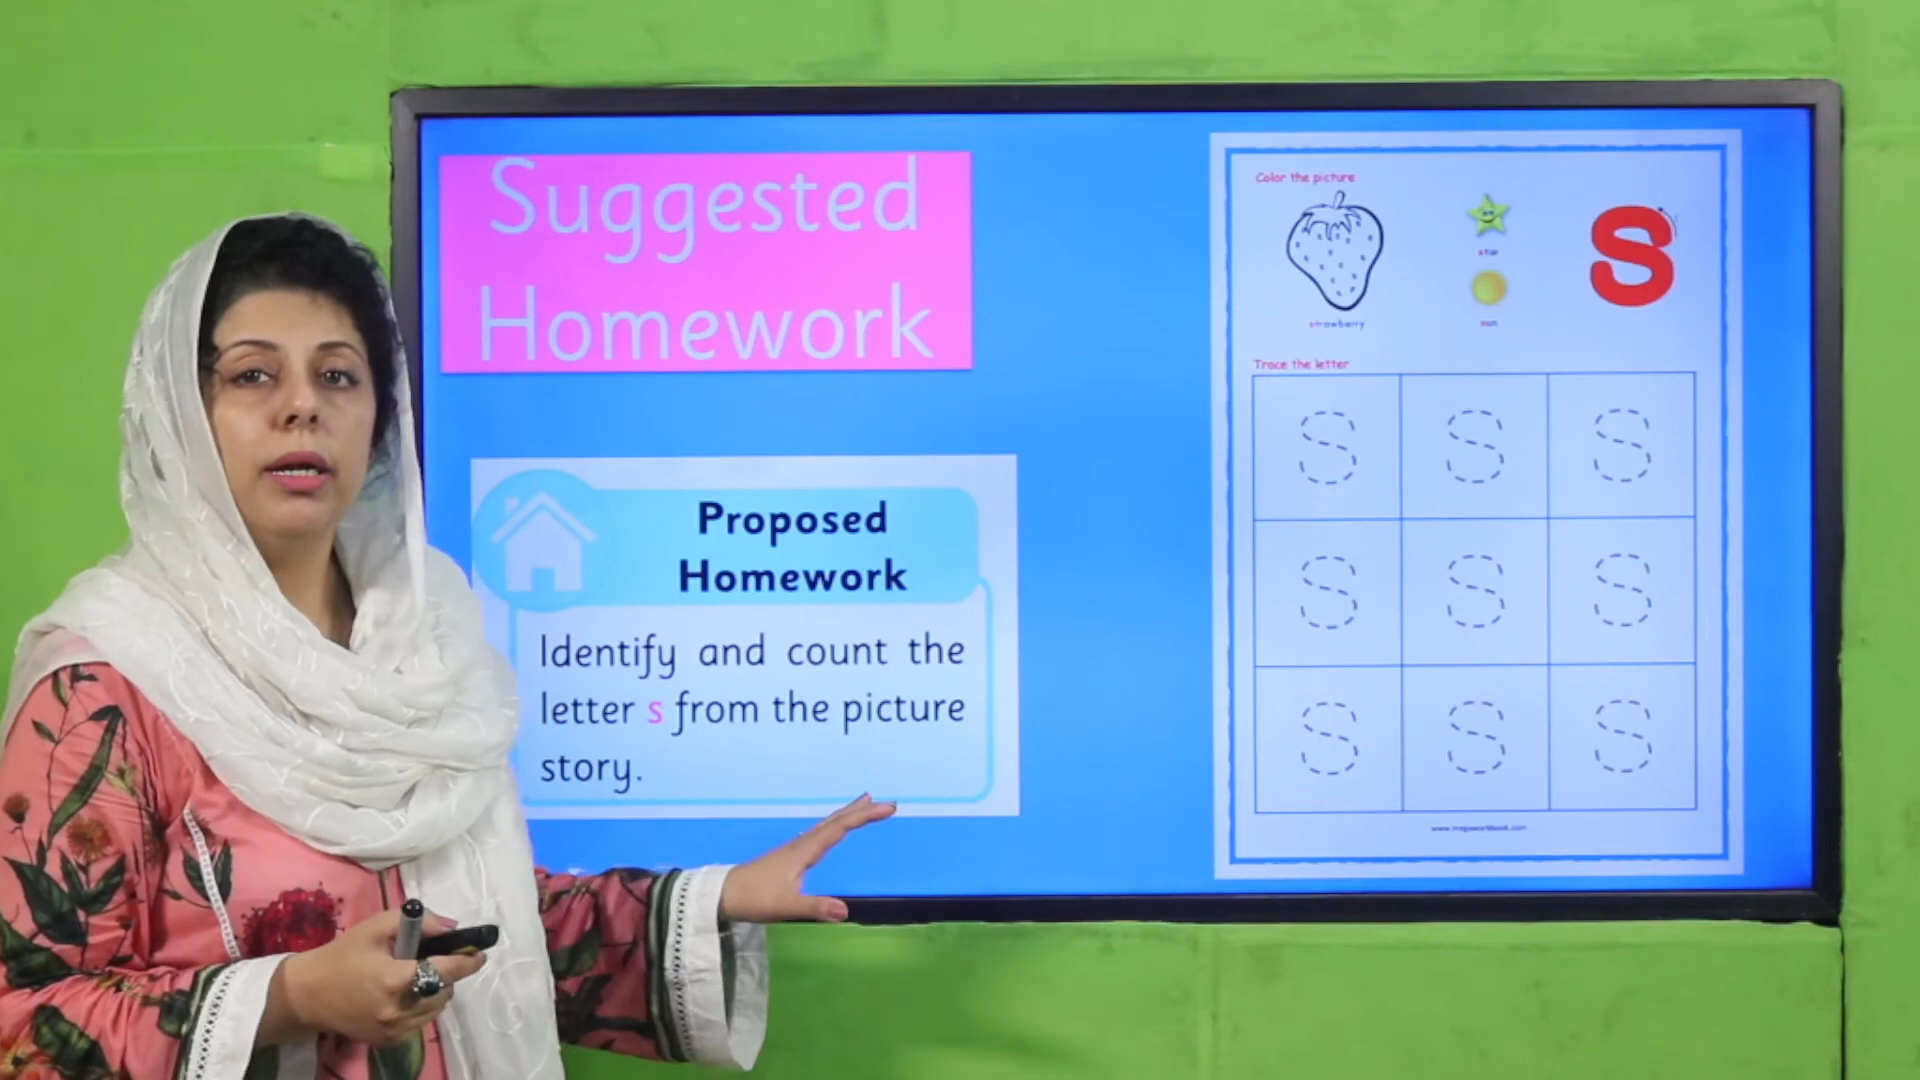 Suggested
Homework
Proposed
Homework
Identify and count the
letter s from the picture
story.
Color the picture
star
strawberry
sun
s
Trace the letter
s s s
s s s
s s s